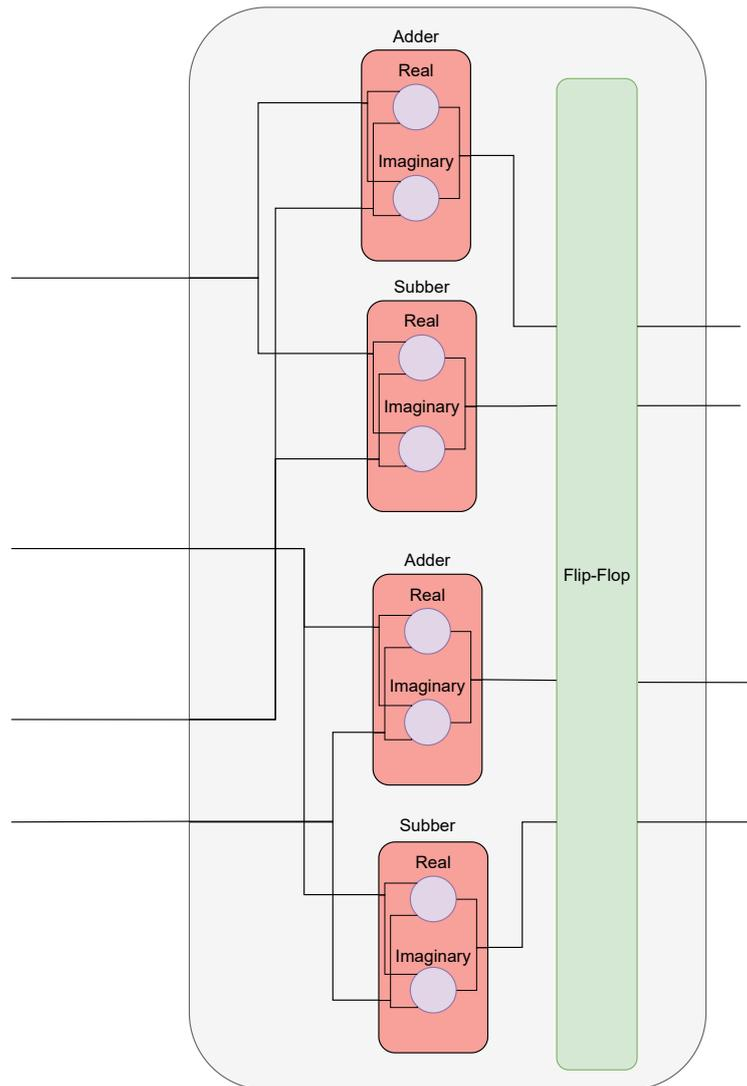 Adder
Real
Imaginary
Subber
Real
Imaginary
Adder
Flip-Flop
Real
Imaginary
Subber
Real
Imaginary